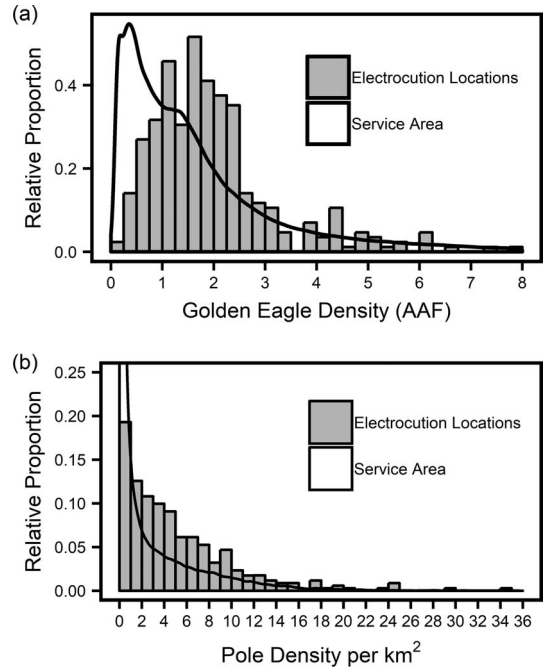 (a)
Relative Proportion
0.4
0.2
0.0
Electrocution Locations
Service Area
0 1 2 3 4 5 6 7 8
Golden Eagle Density (AAF)
(b)
Relative Proportion
0.25
0.20
0.15
0.10
0.05
0.00
Electrocution Locations
Service Area
0 2 4 6 8 10 12 14 16 18 20 22 24 26 28 30 32 34 36
Pole Density per km²